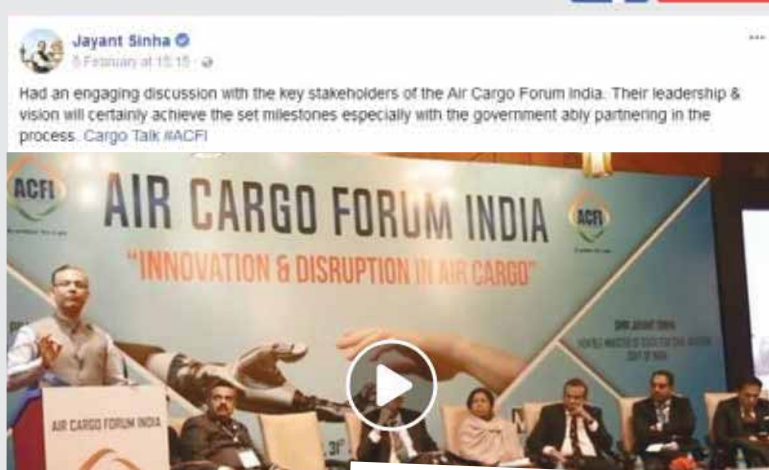 Jayant Sinha
February at 15:15
Had an engaging discussion with the key stakeholders of the Air Cargo Forum India. Their leadership &
vision will certainly achieve the set milestones especially with the government ably partnering in the
process. Cargo Talk #ACFI
ACFI
AIR CARGO FORUM INDIA
ACFI
"INNOVATION & DISRUPTION IN AIR CARGO"
SHRI JAYANT SINHA
AIR CARGO FORUM INDIA
31